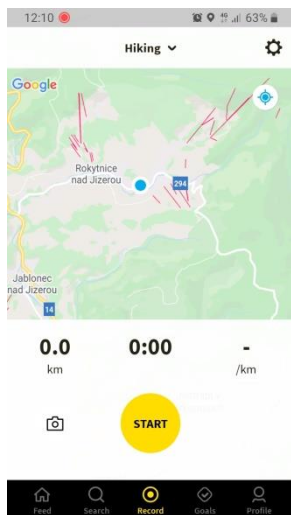 12:10
63%
Hiking
Google
Rokytnice
nad Jizerou
294
Jablonec
nad Jizerou
14
0.0
0:00
-
km
/km
START
Feed
Search
Record
Goals
Profile